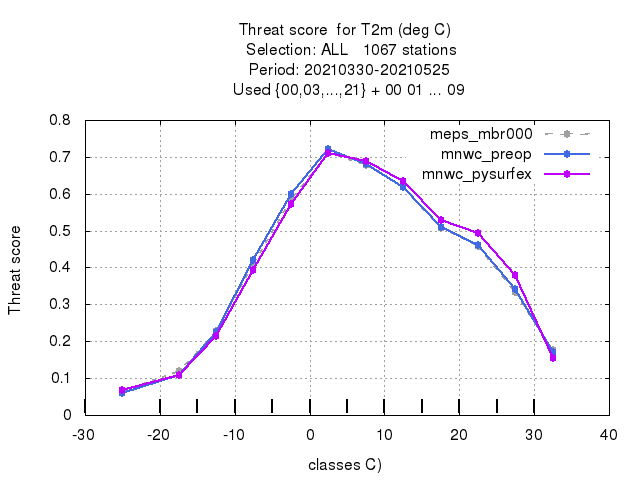 Threat score  for T2m (deg C)
Selection: ALL   1067 stations
Period: 20210330-20210525
Used {00,03,...,21} + 00 01 ... 09
meps_mbr000
mnwc_preop
mnwc_pysurfex
Threat score
0.8
0.7
0.6
0.5
0.4
0.3
0.2
0.1
0
-30 -20 -10 0 10 20 30 40
classes C)